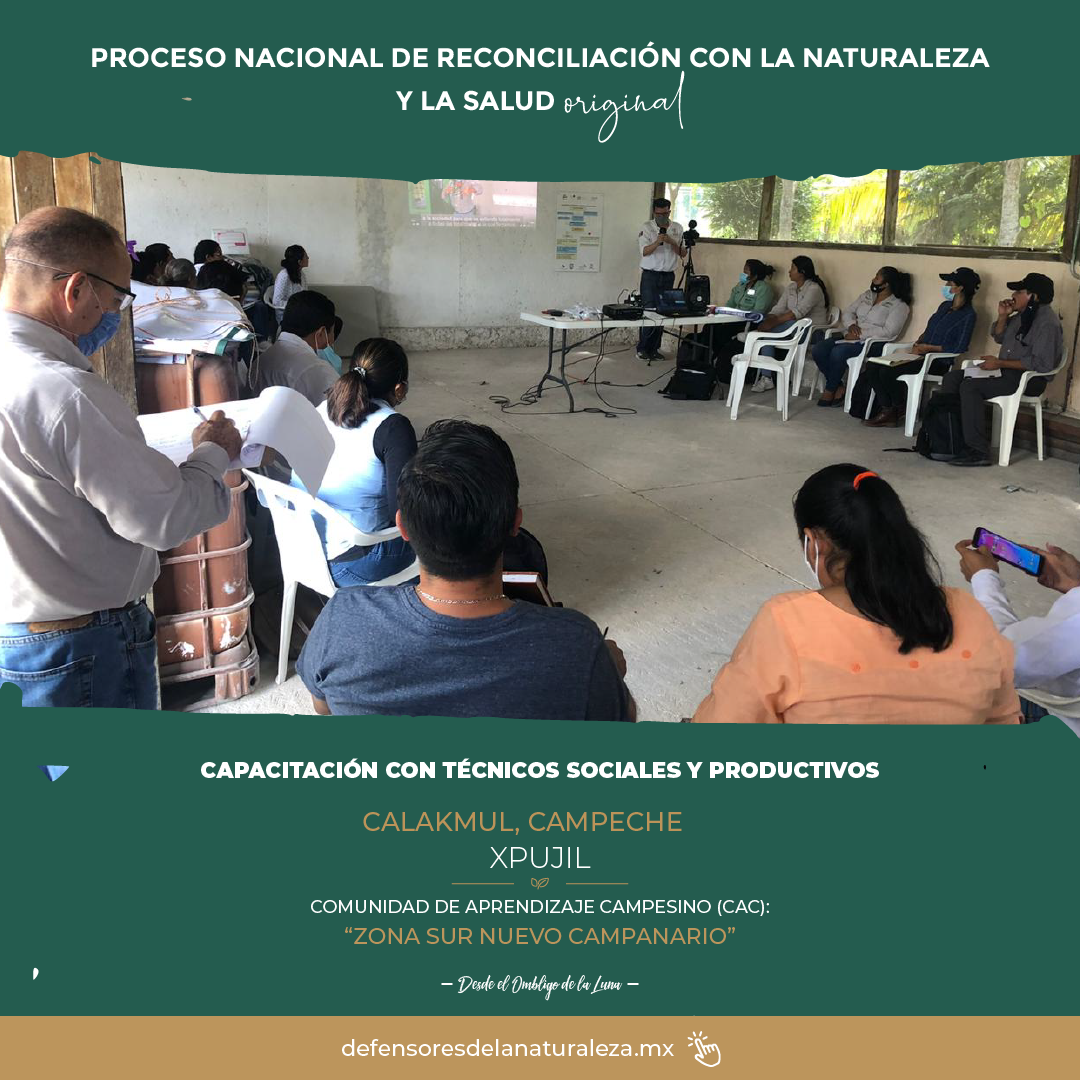 PROCESO NACIONAL DE RECONCILIACIÓN CON LA NATURALEZA
Y LA SALUD original
CAPACITACIÓN CON TÉCNICOS SOCIALES Y PRODUCTIVOS
CALAKMUL, CAMPECHE
XPUJIL
COMUNIDAD DE APRENDIZAJE CAMPESINO (CAC):
“ZONA SUR NUEVO CAMPANARIO”
— Desde el Ombligo de la Luna —
defensoresdelanaturaleza.mx